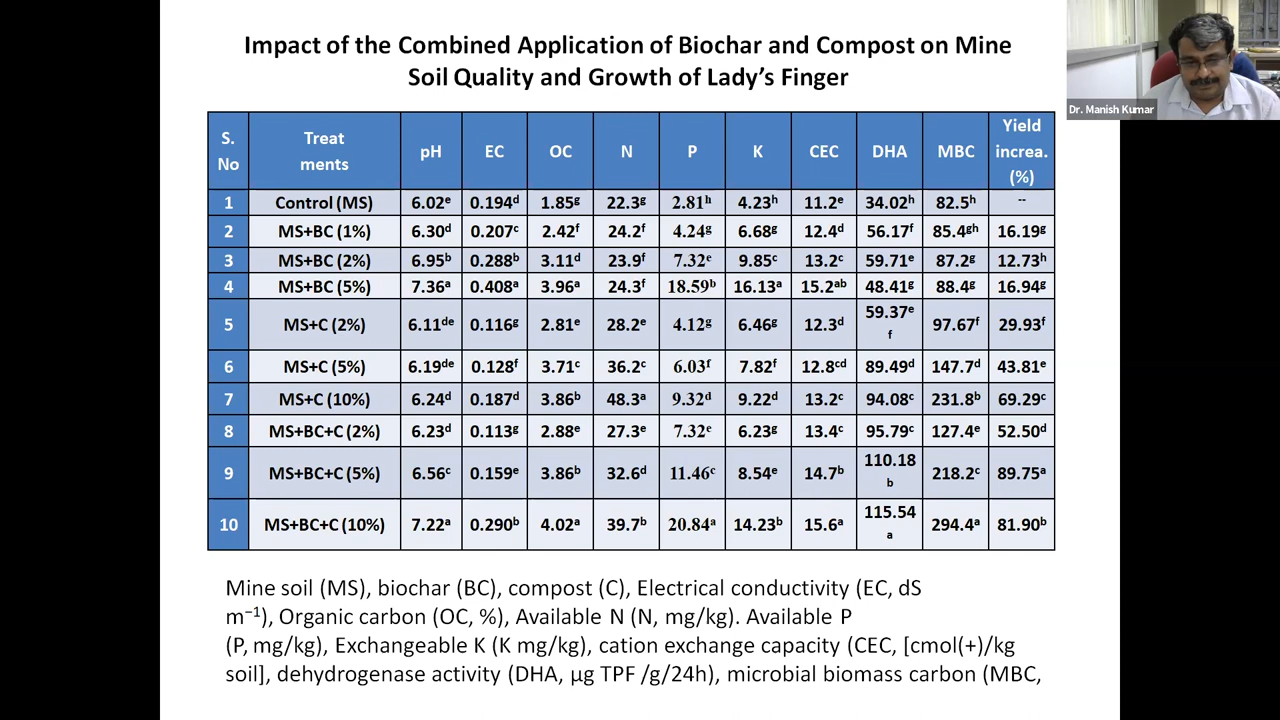 Impact of the Combined Application of Biochar and Compost on Mine
Soil Quality and Growth of Lady’s Finger
Dr. Manish Kumar
S. No | Treat ments | pH | EC | OC | N | P | K | CEC | DHA | MBC | Yield increa. (%)
1 | Control (MS) | 6.02ᵉ | 0.194ᵈ | 1.85ᵍ | 22.3ᵍ | 2.81ʰ | 4.23ʰ | 11.2ᵉ | 34.02ʰ | 82.5ʰ | --
2 | MS+BC (1%) | 6.30ᵈ | 0.207ᶜ | 2.42ᶠ | 24.2ᶠ | 4.24ᵍ | 6.68ᵍ | 12.4ᵈ | 56.17ᶠ | 85.4ᵍʰ | 16.19ᵍ
3 | MS+BC (2%) | 6.95ᵇ | 0.288ᵇ | 3.11ᵈ | 23.9ᶠ | 7.32ᵉ | 9.85ᶜ | 13.2ᶜ | 59.71ᵉ | 87.2ᵍ | 12.73ʰ
4 | MS+BC (5%) | 7.36ᵃ | 0.408ᵃ | 3.96ᵃ | 24.3ᶠ | 18.59ᵇ | 16.13ᵃ | 15.2ᵃᵇ | 48.41ᵍ | 88.4ᵍ | 16.94ᵍ
5 | MS+C (2%) | 6.11ᵈᵉ | 0.116ᵍ | 2.81ᵉ | 28.2ᵉ | 4.12ᵍ | 6.46ᵍ | 12.3ᵈ | 59.37ᵉᶠ | 97.67ᶠ | 29.93ᶠ
6 | MS+C (5%) | 6.19ᵈᵉ | 0.128ᶠ | 3.71ᶜ | 36.2ᶜ | 6.03ᶠ | 7.82ᶠ | 12.8ᶜᵈ | 89.49ᵈ | 147.7ᵈ | 43.81ᵉ
7 | MS+C (10%) | 6.24ᵈ | 0.187ᵈ | 3.86ᵇ | 48.3ᵃ | 9.32ᵈ | 9.22ᵈ | 13.2ᶜ | 94.08ᶜ | 231.8ᵇ | 69.29ᶜ
8 | MS+BC+C (2%) | 6.23ᵈ | 0.113ᵍ | 2.88ᵉ | 27.3ᵉ | 7.32ᵉ | 6.23ᵍ | 13.4ᶜ | 95.79ᶜ | 127.4ᵉ | 52.50ᵈ
9 | MS+BC+C (5%) | 6.56ᶜ | 0.159ᵉ | 3.86ᵇ | 32.6ᵈ | 11.46ᶜ | 8.54ᵉ | 14.7ᵇ | 110.18ᵇ | 218.2ᶜ | 89.75ᵃ
10 | MS+BC+C (10%) | 7.22ᵃ | 0.290ᵇ | 4.02ᵃ | 39.7ᵇ | 20.84ᵃ | 14.23ᵇ | 15.6ᵃ | 115.54ᵃ | 294.4ᵃ | 81.90ᵇ
Mine soil (MS), biochar (BC), compost (C), Electrical conductivity (EC, dS
m⁻¹), Organic carbon (OC, %), Available N (N, mg/kg). Available P
(P, mg/kg), Exchangeable K (K mg/kg), cation exchange capacity (CEC, [cmol(+)/kg
soil], dehydrogenase activity (DHA, µg TPF /g/24h), microbial biomass carbon (MBC,